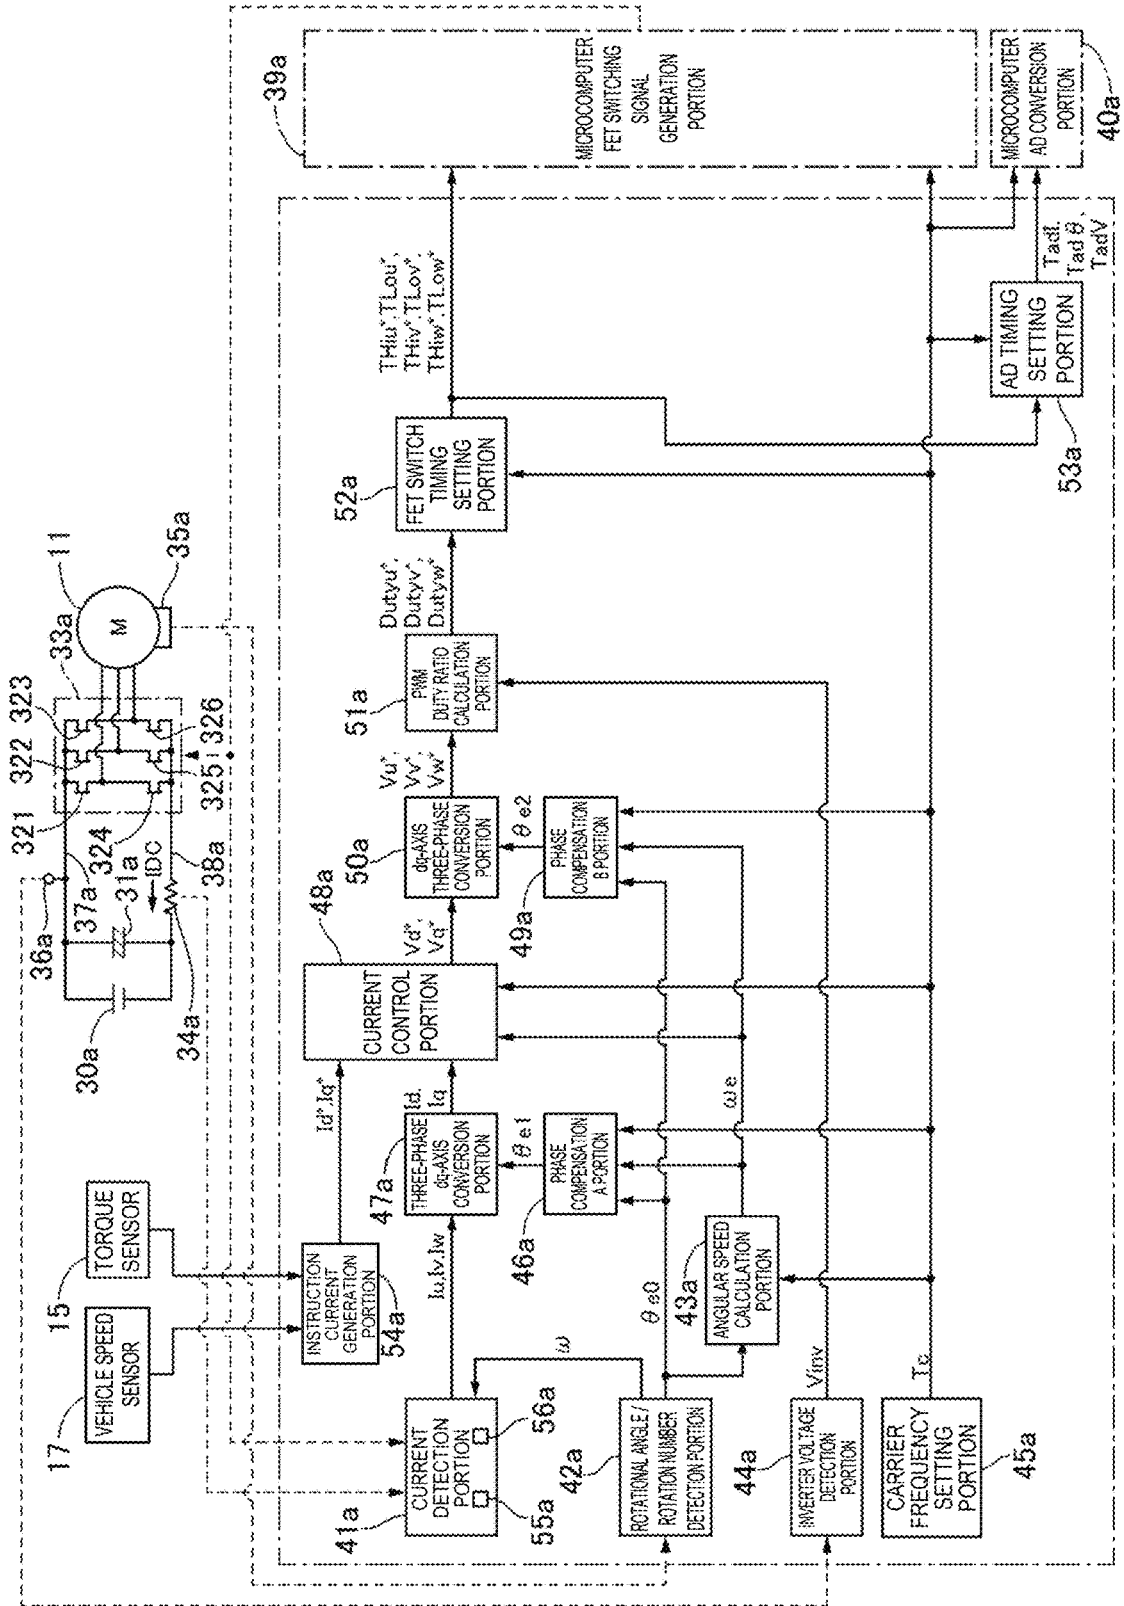 17
VEHICLE SPEED
SENSOR
15
TORQUE
SENSOR
30a
36a
37a
31a
IDC
34a
38a
321
322
323
324
325
326
33a
11
M
35a
39a
MICROCOMPUTER
FET SWITCHING
SIGNAL
GENERATION
PORTION
MICROCOMPUTER
AD CONVERSION
PORTION
40a
INSTRUCTION
CURRENT
GENERATION
PORTION
54a
Id*,Iq*
41a
CURRENT
DETECTION
PORTION
55a
56a
Iu,Iv,Iw
47a
THREE-PHASE
dq-AXIS
CONVERSION
PORTION
Id,
Iq
48a
CURRENT
CONTROL
PORTION
Vd*,
Vq*
50a
dq-AXIS
THREE-PHASE
CONVERSION
PORTION
Vu*,
Vv*,
Vw*
51a
PWM
DUTY RATIO
CALCULATION
PORTION
Dutyu*,
Dutyv*,
Dutyw*
52a
FET SWITCH
TIMING
SETTING
PORTION
THiu*,TLou*,
THiv*,TLov*,
THiw*,TLow*
42a
ROTATIONAL ANGLE/
ROTATION NUMBER
DETECTION PORTION
ω
θe0
46a
PHASE
COMPENSATION
A PORTION
θe1
49a
PHASE
COMPENSATION
B PORTION
θe2
43a
ANGULAR SPEED
CALCULATION
PORTION
ωe
44a
INVERTER VOLTAGE
DETECTION
PORTION
Vinv
CARRIER
FREQUENCY
SETTING
PORTION
45a
Tc
AD TIMING
SETTING
PORTION
53a
TadI,
Tadθ,
TadV